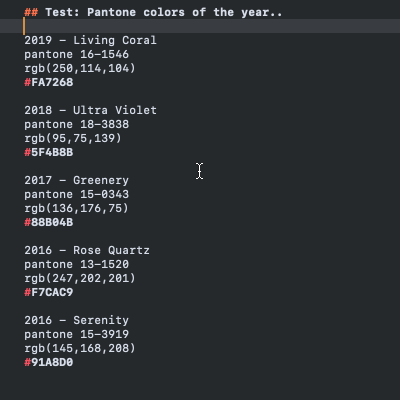 ## Test: Pantone colors of the year..
2019 – Living Coral
pantone 16-1546
rgb(250,114,104)
#FA7268
2018 – Ultra Violet
pantone 18-3838
rgb(95,75,139)
#5F4B8B
2017 – Greenery
pantone 15-0343
rgb(136,176,75)
#88B04B
2016 – Rose Quartz
pantone 13-1520
rgb(247,202,201)
#F7CAC9
2016 – Serenity
pantone 15-3919
rgb(145,168,208)
#91A8D0